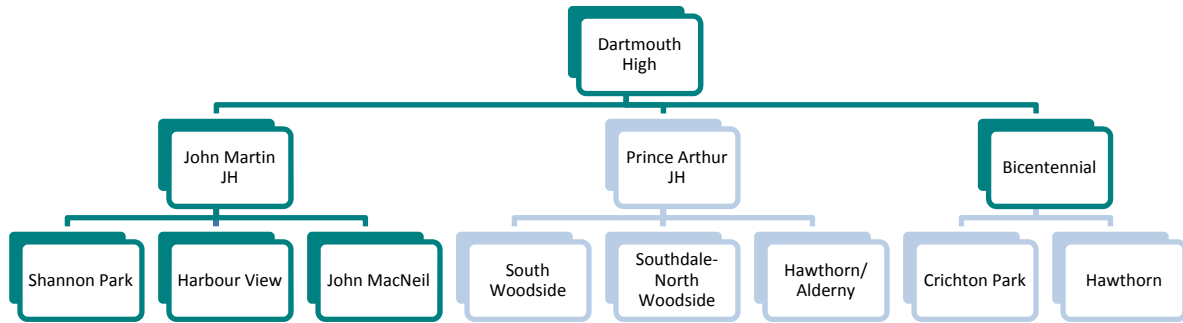 Dartmouth
High
John Martin
JH
Prince Arthur
JH
Bicentennial
Shannon Park
Harbour View
John MacNeil
South
Woodside
Southdale-
North
Woodside
Hawthorn/
Alderny
Crichton Park
Hawthorn